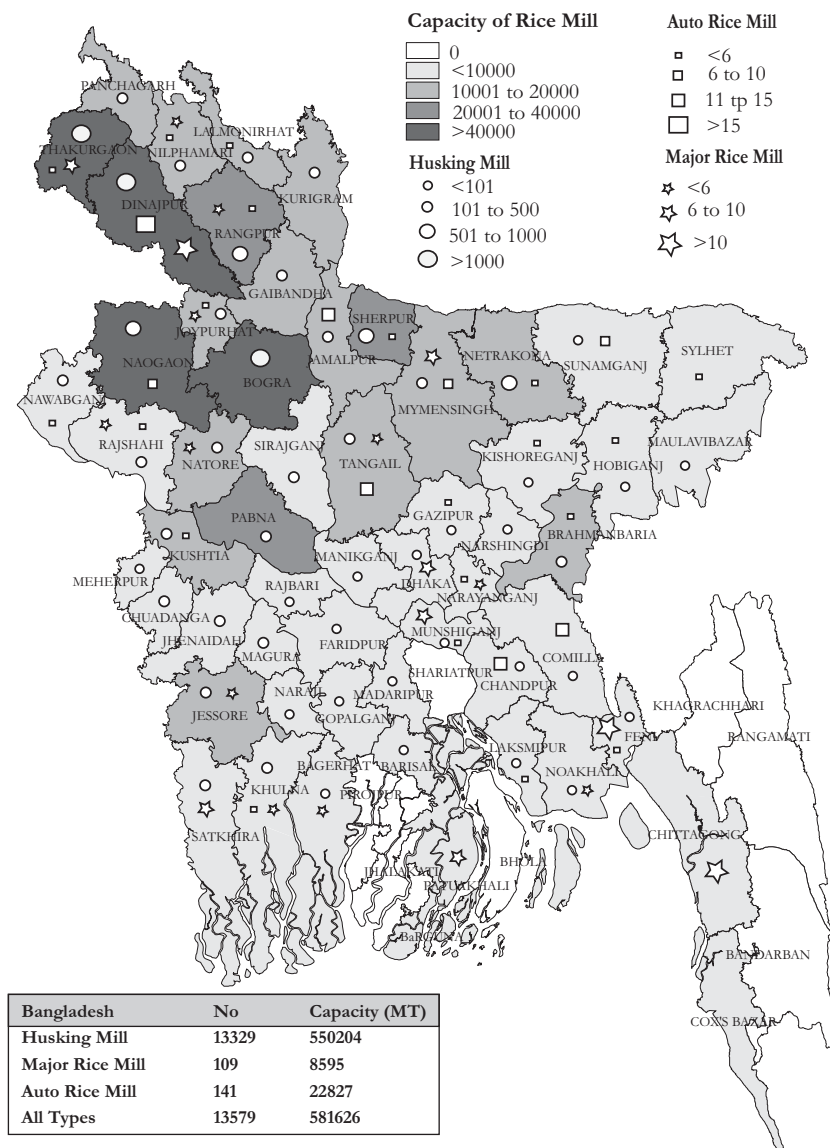 Capacity of Rice Mill
0
<10000
10001 to 20000
20001 to 40000
>40000
Husking Mill
<101
101 to 500
501 to 1000
>1000
Auto Rice Mill
<6
6 to 10
11 tp 15
>15
Major Rice Mill
<6
6 to 10
>10
PANCHAGARH
THAKURGAON
NILPHAMARI
LALMONIRHAT
DINAJPUR
KURIGRAM
RANGPUR
GAIBANDHA
JOYPURHAT
SHERPUR
NAOGAON
AMALPUR
NETRAKONA
SUNAMGANJ
SYLHET
BOGRA
NAWABGANJ
MYMENSINGH
RAJSHAHI
NATORE
SIRAJGANJ
TANGAIL
KISHOREGANJ
HOBIGANJ
MAULAVIBAZAR
PABNA
GAZIPUR
KUSHTIA
MANIKGANJ
NARSHINGDI
BRAHMANBARIA
MEHERPUR
RAJBARI
DHAKA
NARAYANGANJ
CHUADANGA
JHENAIDAH
MAGURA
FARIDPUR
MUNSHIGANJ
SHARIATPUR
CHANDPUR
COMILLA
JESSORE
NARAIL
GOPALGANJ
MADARIPUR
KHAGRACHHARI
RANGAMATI
FENI
LAKSMIPUR
NOAKHALI
BAGERHAT
BARISAL
KHULNA
PIROJPUR
SATKHIRA
CHITTAGONG
JHALAKATI
PATUAKHALI
BHOLA
BaRGUNA
BANDARBAN
COX'S BAZAR
Bangladesh No Capacity (MT)
Husking Mill 13329 550204
Major Rice Mill 109 8595
Auto Rice Mill 141 22827
All Types 13579 581626